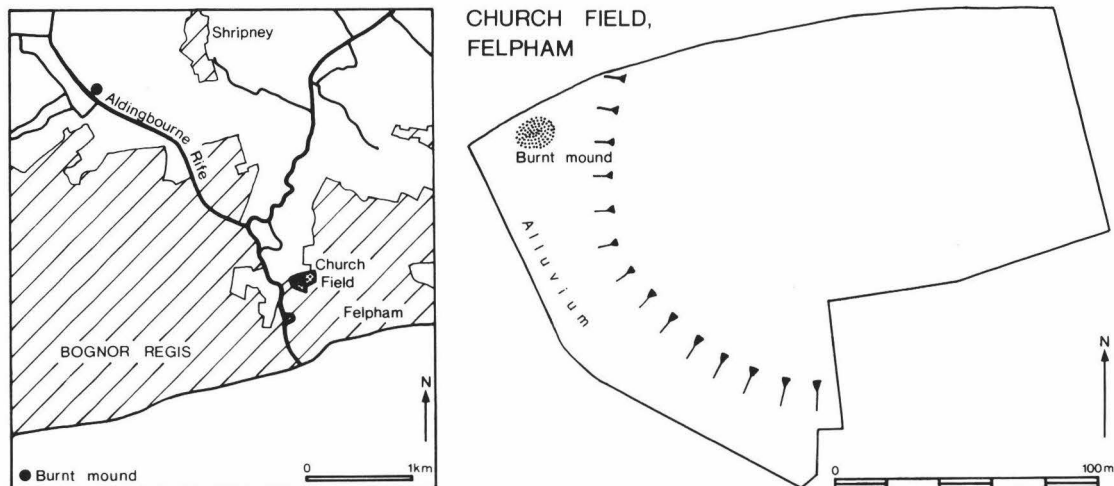 Shripney
Aldingbourne Rife
Church
Field
Felpham
BOGNOR REGIS
N
Burnt mound
0 1km
CHURCH FIELD,
FELPHAM
Burnt mound
Alluvium
N
0 100m